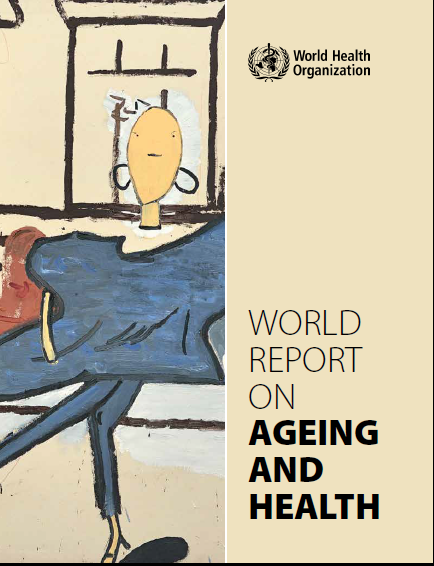 World Health
Organization
WORLD
REPORT
ON
AGEING
AND
HEALTH